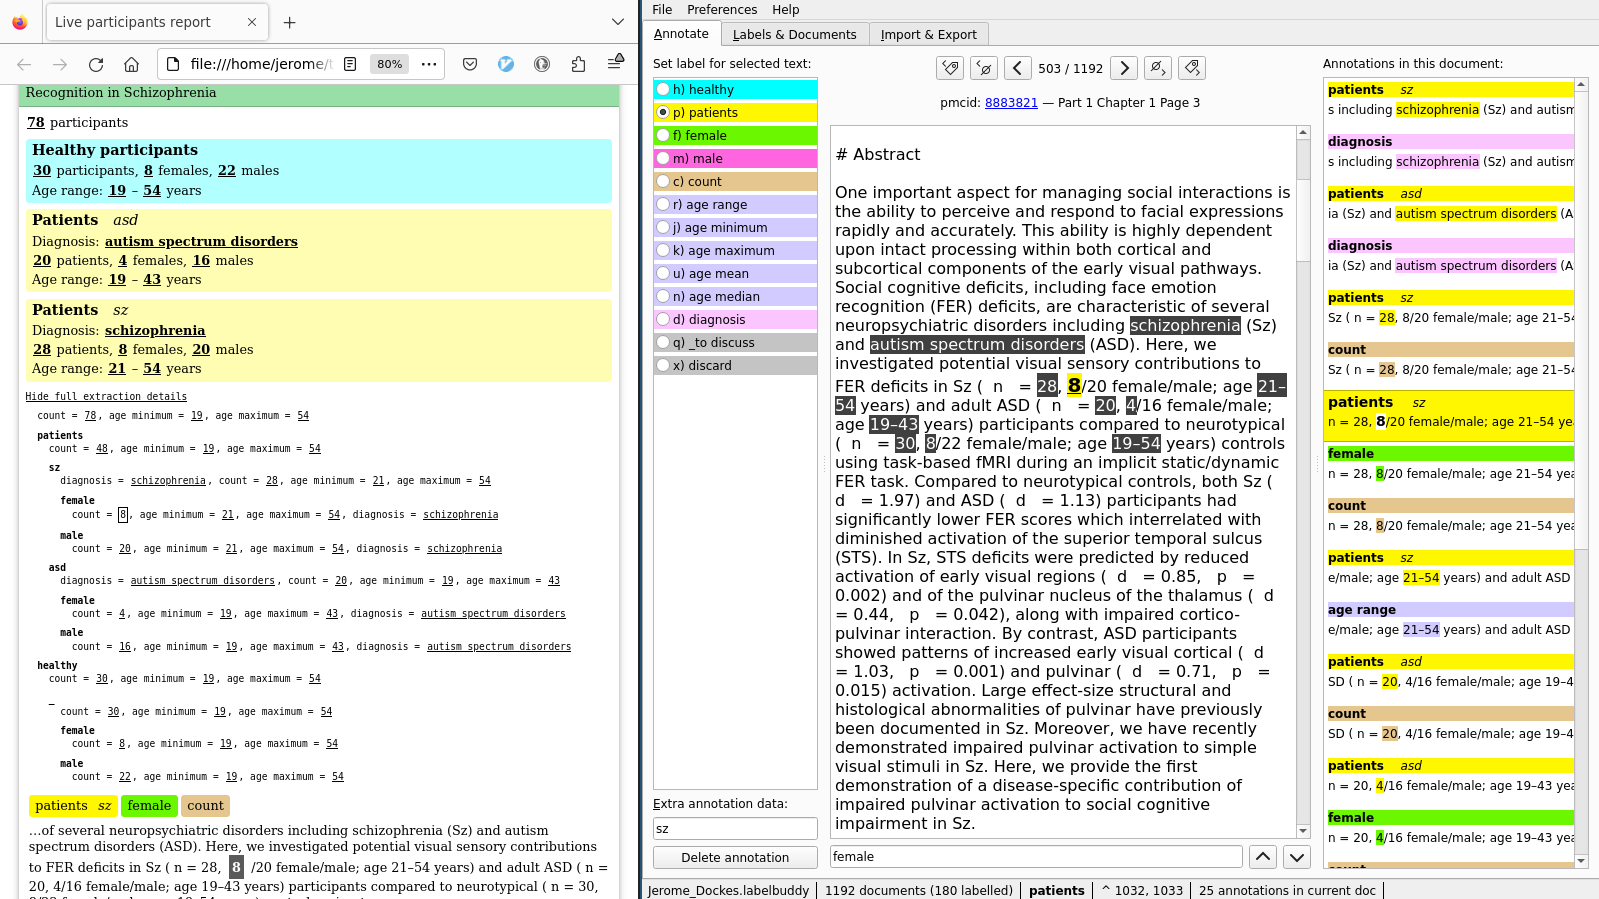 Live participants report
file:///home/jerome/t
80%
Recognition in Schizophrenia
78 participants
Healthy participants
30 participants, 8 females, 22 males
Age range: 19 – 54 years
Patients asd
Diagnosis: autism spectrum disorders
20 patients, 4 females, 16 males
Age range: 19 – 43 years
Patients sz
Diagnosis: schizophrenia
28 patients, 8 females, 20 males
Age range: 21 – 54 years
Hide full extraction details
count = 78, age minimum = 19, age maximum = 54
patients
count = 48, age minimum = 19, age maximum = 54
sz
diagnosis = schizophrenia, count = 28, age minimum = 21, age maximum = 54
female
count = 8, age minimum = 21, age maximum = 54, diagnosis = schizophrenia
male
count = 20, age minimum = 21, age maximum = 54, diagnosis = schizophrenia
asd
diagnosis = autism spectrum disorders, count = 20, age minimum = 19, age maximum = 43
female
count = 4, age minimum = 19, age maximum = 43, diagnosis = autism spectrum disorders
male
count = 16, age minimum = 19, age maximum = 43, diagnosis = autism spectrum disorders
healthy
count = 30, age minimum = 19, age maximum = 54
_
count = 30, age minimum = 19, age maximum = 54
female
count = 8, age minimum = 19, age maximum = 54
male
count = 22, age minimum = 19, age maximum = 54
patients sz female count
…of several neuropsychiatric disorders including schizophrenia (Sz) and autism
spectrum disorders (ASD). Here, we investigated potential visual sensory contributions
to FER deficits in Sz ( n = 28, 8 /20 female/male; age 21–54 years) and adult ASD ( n =
20, 4/16 female/male; age 19–43 years) participants compared to neurotypical ( n = 30,
File Preferences Help
Annotate Labels & Documents Import & Export
Set label for selected text:
h) healthy
p) patients
f) female
m) male
c) count
r) age range
j) age minimum
k) age maximum
u) age mean
n) age median
d) diagnosis
q) _to discuss
x) discard
Extra annotation data:
sz
Delete annotation
503 / 1192
pmcid: 8883821 — Part 1 Chapter 1 Page 3
# Abstract
One important aspect for managing social interactions is
the ability to perceive and respond to facial expressions
rapidly and accurately. This ability is highly dependent
upon intact processing within both cortical and
subcortical components of the early visual pathways.
Social cognitive deficits, including face emotion
recognition (FER) deficits, are characteristic of several
neuropsychiatric disorders including schizophrenia (Sz)
and autism spectrum disorders (ASD). Here, we
investigated potential visual sensory contributions to
FER deficits in Sz ( n = 28, 8/20 female/male; age 21–
54 years) and adult ASD ( n = 20, 4/16 female/male;
age 19–43 years) participants compared to neurotypical
( n = 30, 8/22 female/male; age 19–54 years) controls
using task-based fMRI during an implicit static/dynamic
FER task. Compared to neurotypical controls, both Sz (
d = 1.97) and ASD ( d = 1.13) participants had
significantly lower FER scores which interrelated with
diminished activation of the superior temporal sulcus
(STS). In Sz, STS deficits were predicted by reduced
activation of early visual regions ( d = 0.85, p =
0.002) and of the pulvinar nucleus of the thalamus ( d
= 0.44, p = 0.042), along with impaired cortico-
pulvinar interaction. By contrast, ASD participants
showed patterns of increased early visual cortical ( d
= 1.03, p = 0.001) and pulvinar ( d = 0.71, p =
0.015) activation. Large effect-size structural and
histological abnormalities of pulvinar have previously
been documented in Sz. Moreover, we have recently
demonstrated impaired pulvinar activation to simple
visual stimuli in Sz. Here, we provide the first
demonstration of a disease-specific contribution of
impaired pulvinar activation to social cognitive
impairment in Sz.
female
Annotations in this document:
patients sz
s including schizophrenia (Sz) and autism
diagnosis
s including schizophrenia (Sz) and autism
patients asd
ia (Sz) and autism spectrum disorders (A
diagnosis
ia (Sz) and autism spectrum disorders (A
patients sz
Sz ( n = 28, 8/20 female/male; age 21–54
count
Sz ( n = 28, 8/20 female/male; age 21–54
patients sz
n = 28, 8/20 female/male; age 21–54 ye
female
n = 28, 8/20 female/male; age 21–54 yea
count
n = 28, 8/20 female/male; age 21–54 yea
patients sz
e/male; age 21–54 years) and adult ASD
age range
e/male; age 21–54 years) and adult ASD
patients asd
SD ( n = 20, 4/16 female/male; age 19–4
count
SD ( n = 20, 4/16 female/male; age 19–4
patients asd
n = 20, 4/16 female/male; age 19–43 yea
female
n = 20, 4/16 female/male; age 19–43 yea
Jerome_Dockes.labelbuddy 1192 documents (180 labelled) patients ^ 1032, 1033 25 annotations in current doc